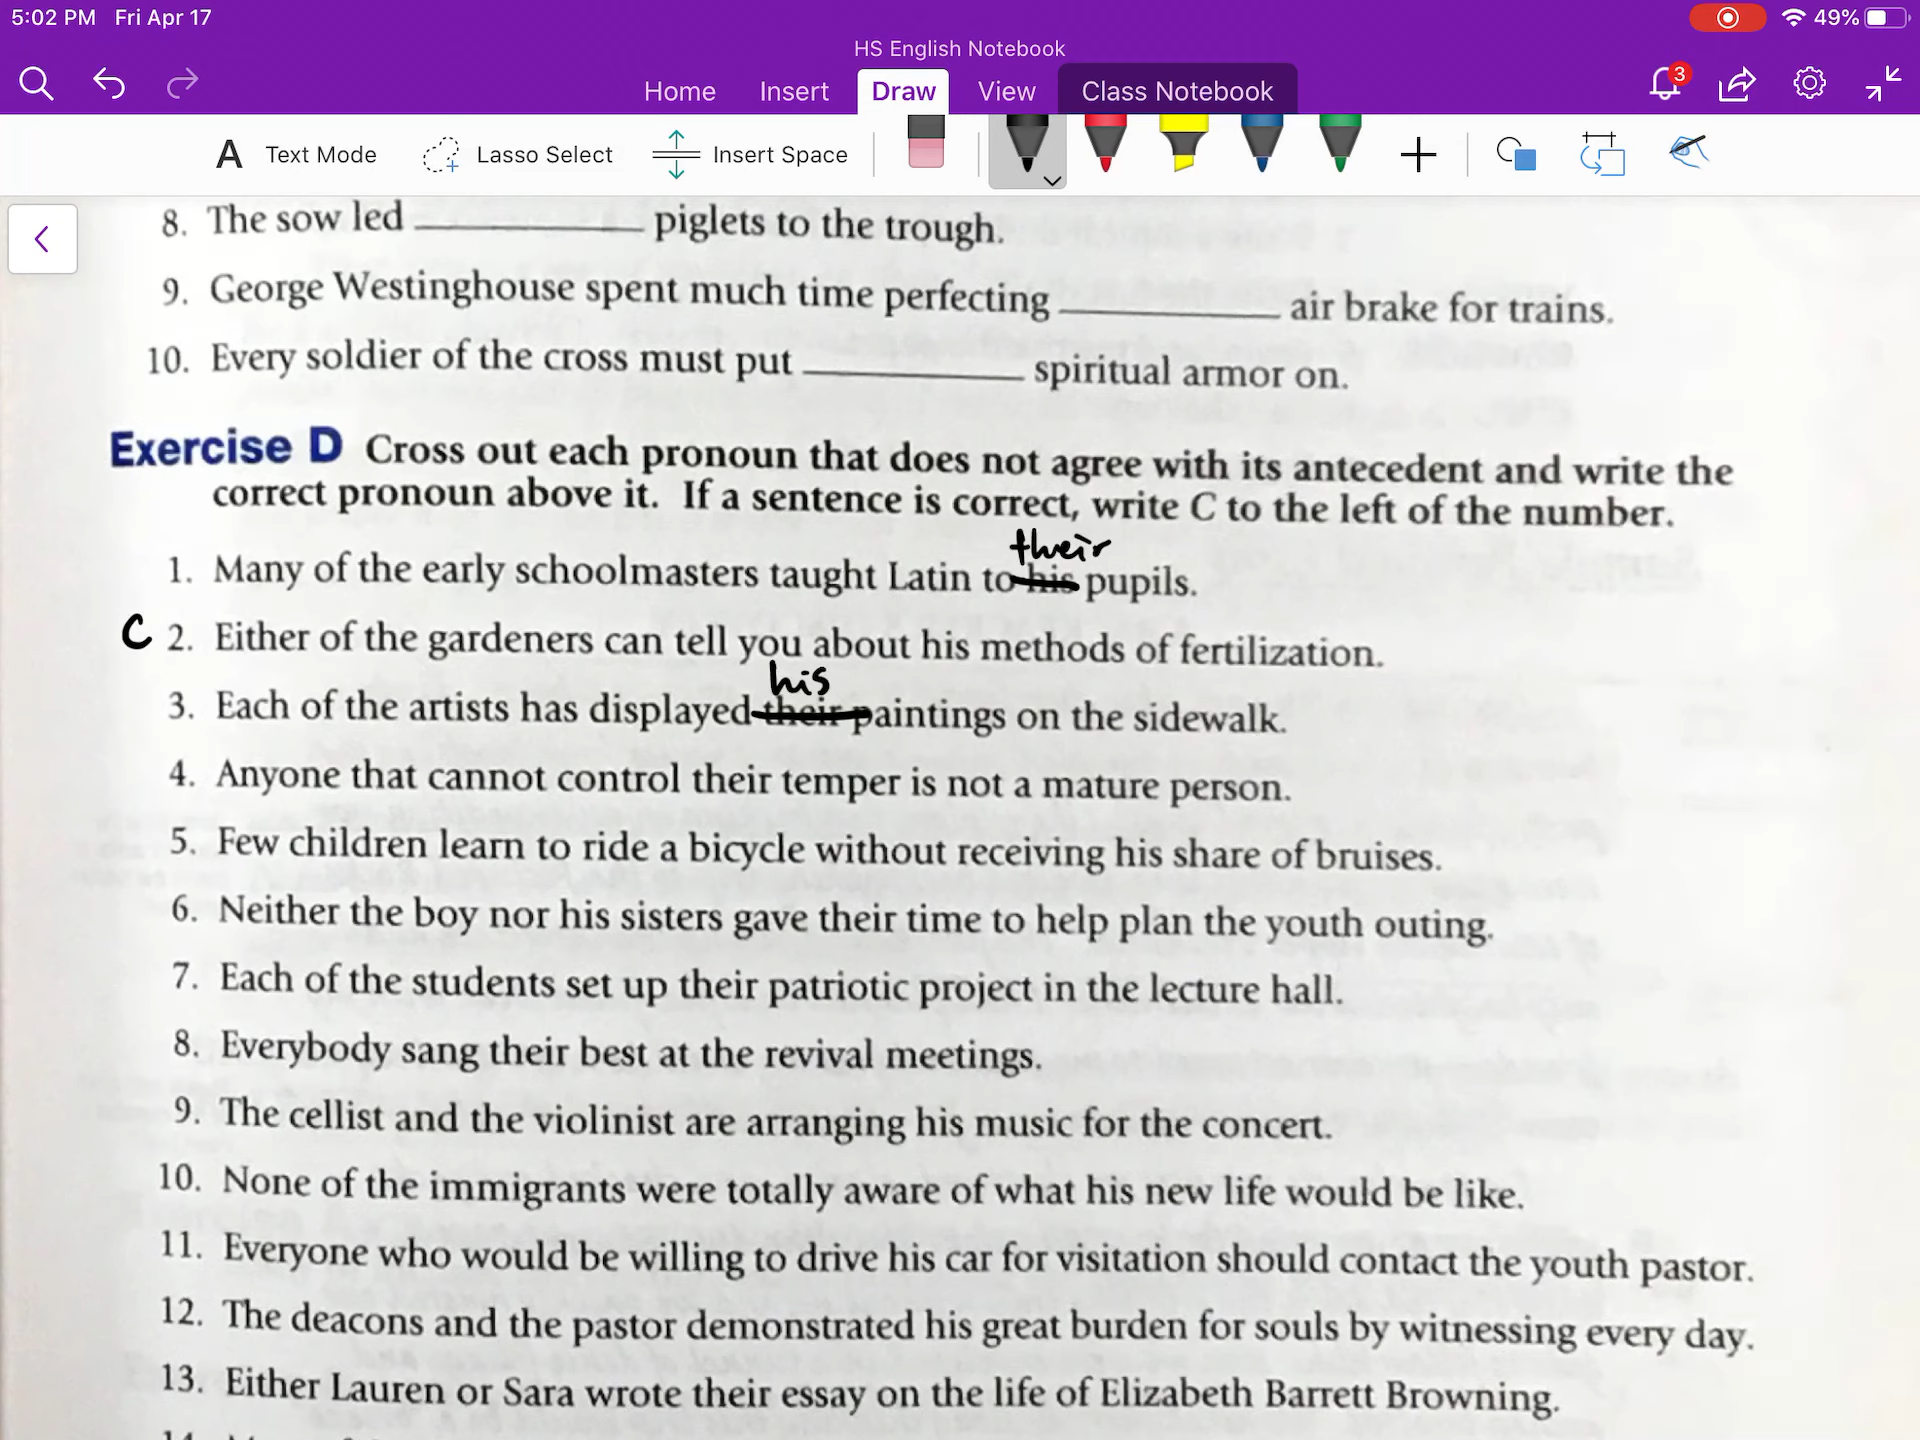 5:02 PM Fri Apr 17
49%
HS English Notebook
Home Insert Draw View Class Notebook
3
A Text Mode Lasso Select Insert Space
8. The sow led __________ piglets to the trough.
9. George Westinghouse spent much time perfecting __________ air brake for trains.
10. Every soldier of the cross must put __________ spiritual armor on.
Exercise D Cross out each pronoun that does not agree with its antecedent and write the
correct pronoun above it. If a sentence is correct, write C to the left of the number.
their
1. Many of the early schoolmasters taught Latin to his pupils.
C 2. Either of the gardeners can tell you about his methods of fertilization.
his
3. Each of the artists has displayed their paintings on the sidewalk.
4. Anyone that cannot control their temper is not a mature person.
5. Few children learn to ride a bicycle without receiving his share of bruises.
6. Neither the boy nor his sisters gave their time to help plan the youth outing.
7. Each of the students set up their patriotic project in the lecture hall.
8. Everybody sang their best at the revival meetings.
9. The cellist and the violinist are arranging his music for the concert.
10. None of the immigrants were totally aware of what his new life would be like.
11. Everyone who would be willing to drive his car for visitation should contact the youth pastor.
12. The deacons and the pastor demonstrated his great burden for souls by witnessing every day.
13. Either Lauren or Sara wrote their essay on the life of Elizabeth Barrett Browning.